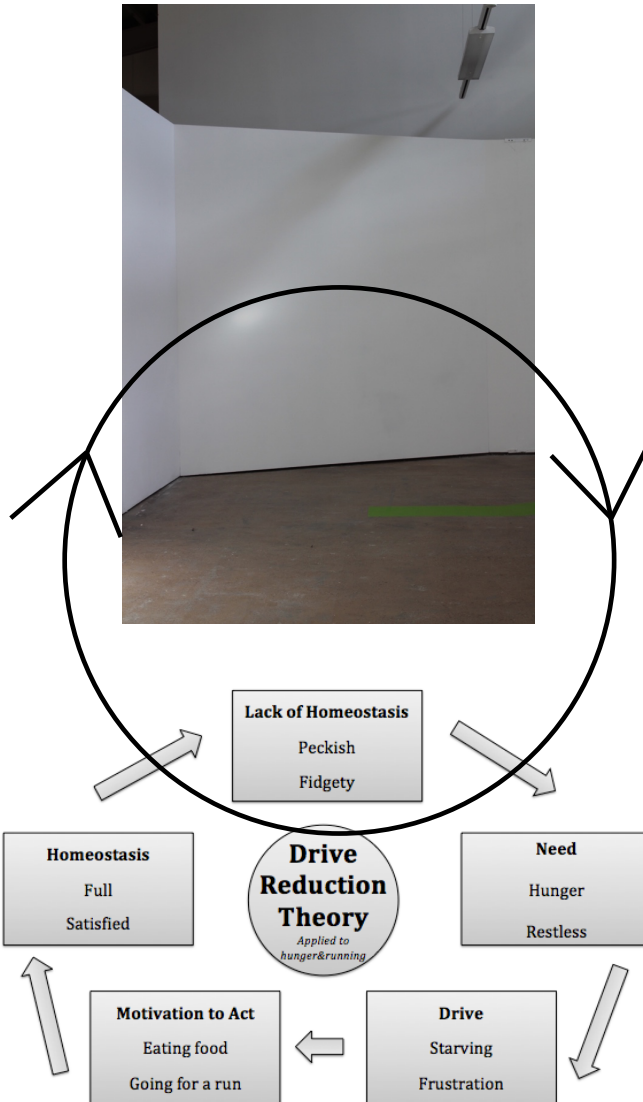 Lack of Homeostasis
Peckish
Fidgety
Need
Hunger
Restless
Drive
Starving
Frustration
Motivation to Act
Eating food
Going for a run
Homeostasis
Full
Satisfied
Drive
Reduction
Theory
Applied to
hunger&running